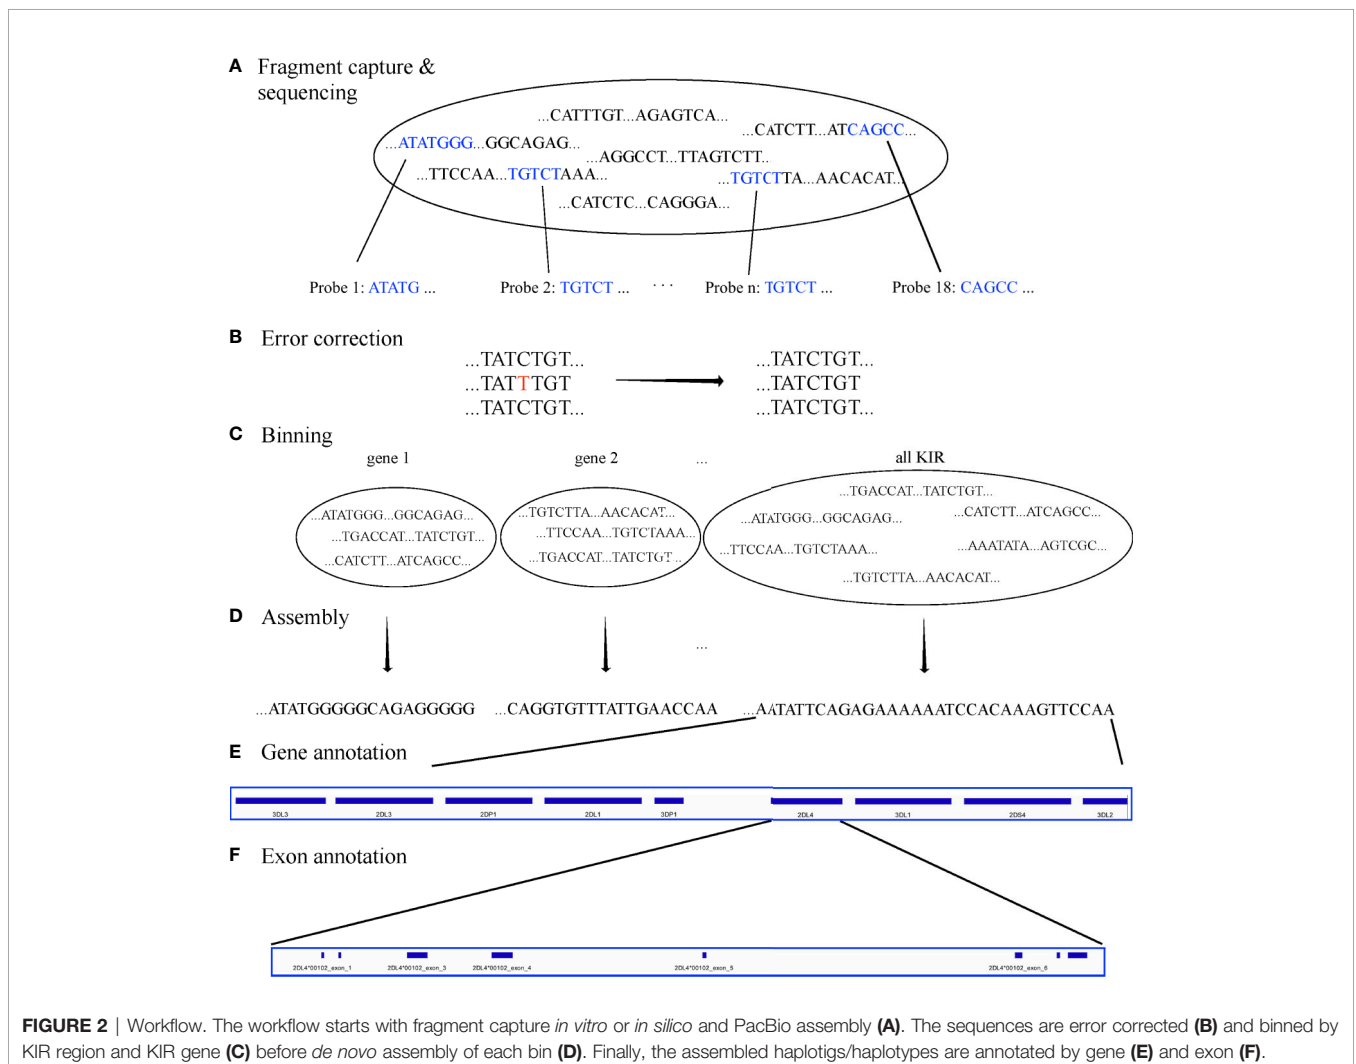 A Fragment capture &
sequencing
...CATTTGT...AGAGTCA...
...CATCTT...ATCAGCC...
...ATATGGG...GGCAGAG...
...AGGCCT...TTAGTCTT...
...TTCCAA...TGTCTAAA...
...TGTCTTA...AACACAT...
...CATCTC...CAGGGA...
Probe 1: ATATG ... Probe 2: TGTCT ... ... Probe n: TGTCT ... Probe 18: CAGCC ...
B Error correction
...TATCTGT... ...TATCTGT...
...TATTTGT ...TATCTGT
...TATCTGT... ...TATCTGT...
C Binning
gene 1 gene 2 ... all KIR
...ATATGGG...GGCAGAG...
...TGACCAT...TATCTGT...
...CATCTT...ATCAGCC...
...TGTCTTA...AACACAT...
...TTCCAA...TGTCTAAA...
...TGACCAT...TATCTGT...
...TGACCAT...TATCTGT...
...ATATGGG...GGCAGAG...
...CATCTT...ATCAGCC...
...TTCCAA...TGTCTAAA...
...AAATATA...AGTCGC...
...TGTCTTA...AACACAT...
D Assembly
...
...ATATGGGGGCAGAGGGGG ...CAGGTGTTTATTGAACCAA ...AATATTCAGAGAAAAAATCCACAAAGTTCCAA
E Gene annotation
3DL3 2DL3 2DP1 2DL1 3DP1 2DL4 3DL1 2DS4 3DL2
F Exon annotation
2DL4*00102_exon_1 2DL4*00102_exon_3 2DL4*00102_exon_4 2DL4*00102_exon_5 2DL4*00102_exon_6
FIGURE 2 | Workflow. The workflow starts with fragment capture in vitro or in silico and PacBio assembly (A). The sequences are error corrected (B) and binned by
KIR region and KIR gene (C) before de novo assembly of each bin (D). Finally, the assembled haplotigs/haplotypes are annotated by gene (E) and exon (F).